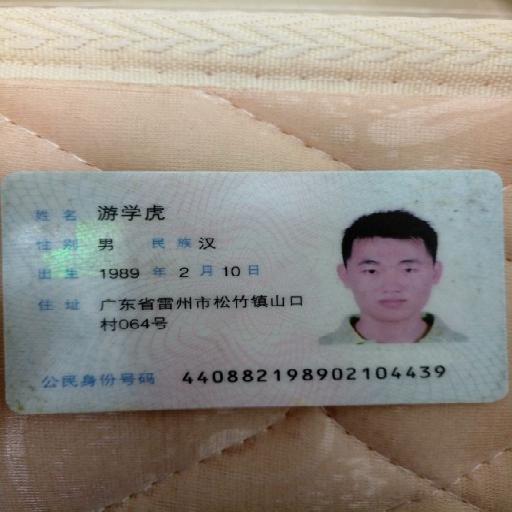 姓名 游学虎
性别 男 民族 汉
出生 1989 年 2 月 10 日
住址 广东省雷州市松竹镇山口
村064号
公民身份号码 440882198902104439